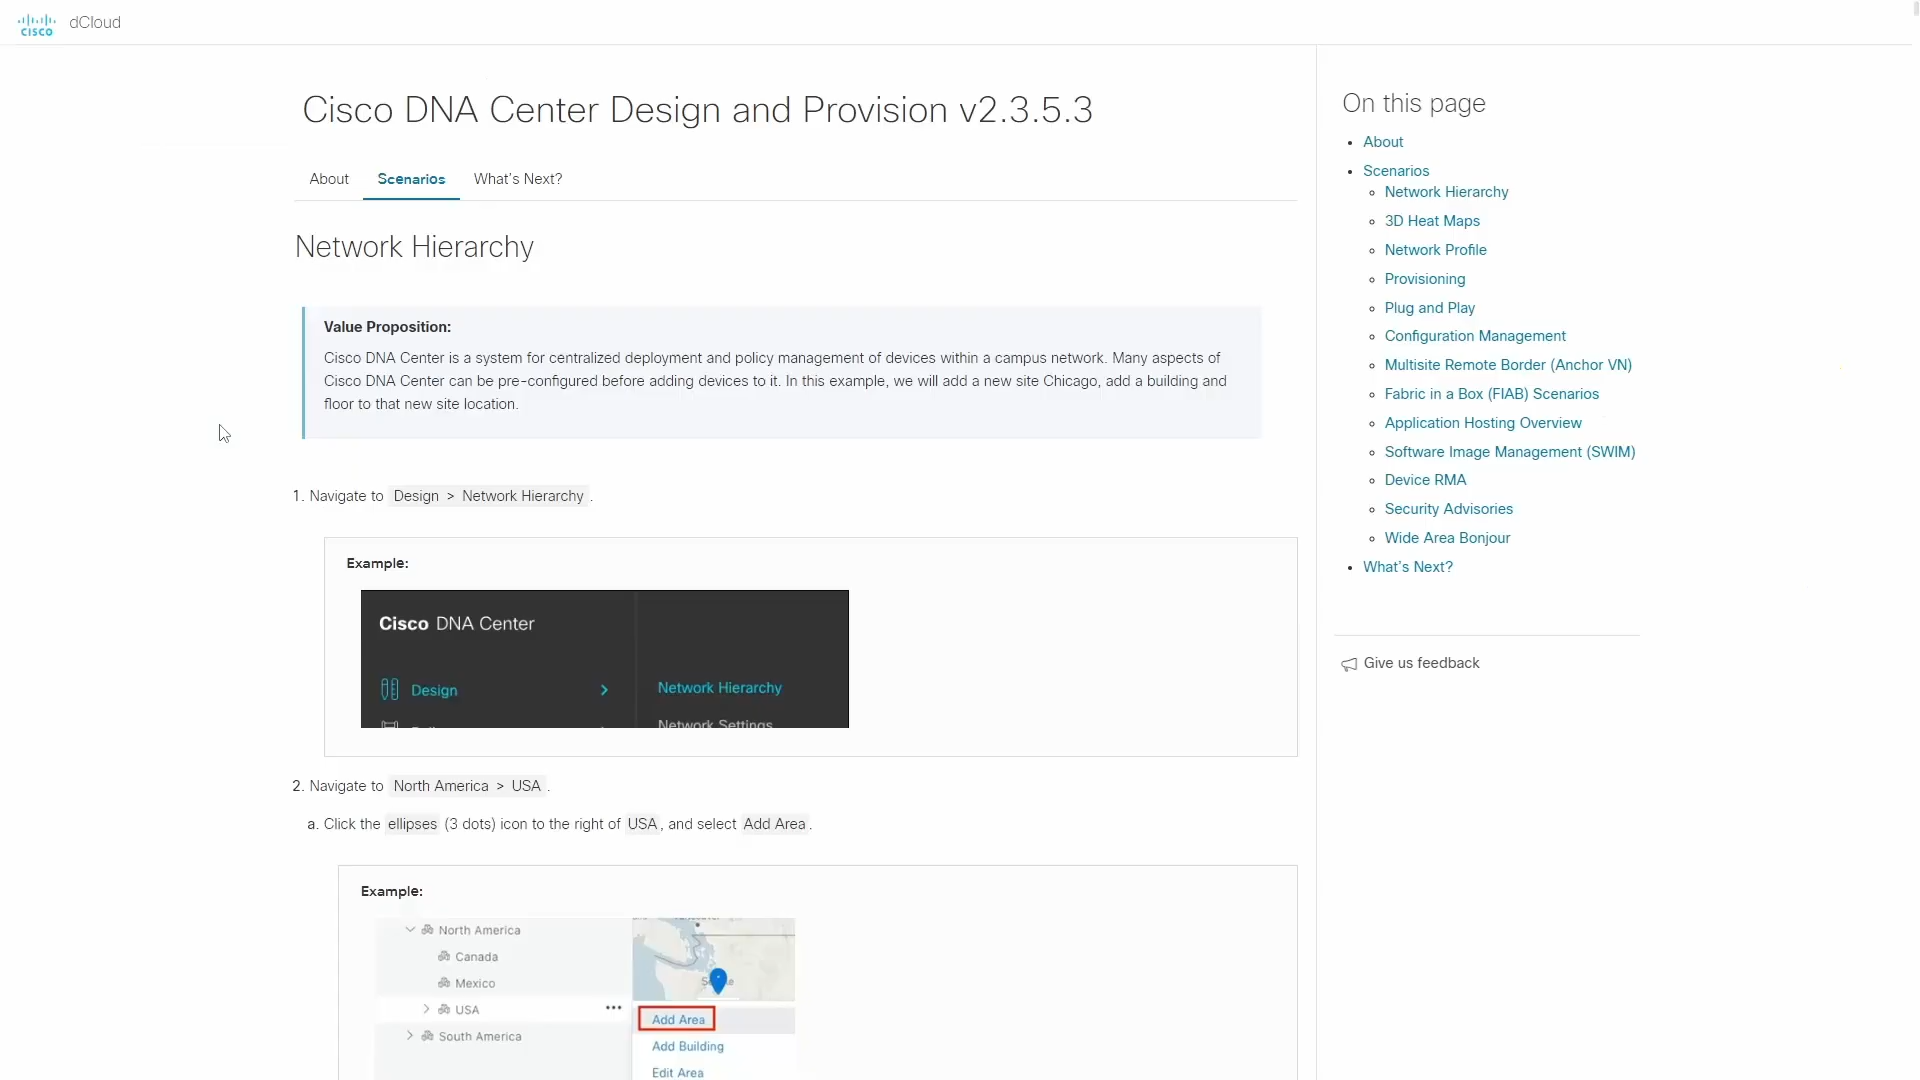 CISCO dCloud
Cisco DNA Center Design and Provision v2.3.5.3
About Scenarios What's Next?
Network Hierarchy
Value Proposition:
Cisco DNA Center is a system for centralized deployment and policy management of devices within a campus network. Many aspects of
Cisco DNA Center can be pre-configured before adding devices to it. In this example, we will add a new site Chicago, add a building and
floor to that new site location.
1. Navigate to Design > Network Hierarchy .
Example:
Cisco DNA Center
Design
Network Hierarchy
Network Settings
2. Navigate to North America > USA .
a. Click the ellipses (3 dots) icon to the right of USA , and select Add Area .
Example:
North America
Canada
Mexico
USA
South America
Add Area
Add Building
Edit Area
On this page
• About
• Scenarios
Network Hierarchy
3D Heat Maps
Network Profile
Provisioning
Plug and Play
Configuration Management
Multisite Remote Border (Anchor VN)
Fabric in a Box (FIAB) Scenarios
Application Hosting Overview
Software Image Management (SWIM)
Device RMA
Security Advisories
Wide Area Bonjour
• What's Next?
Give us feedback